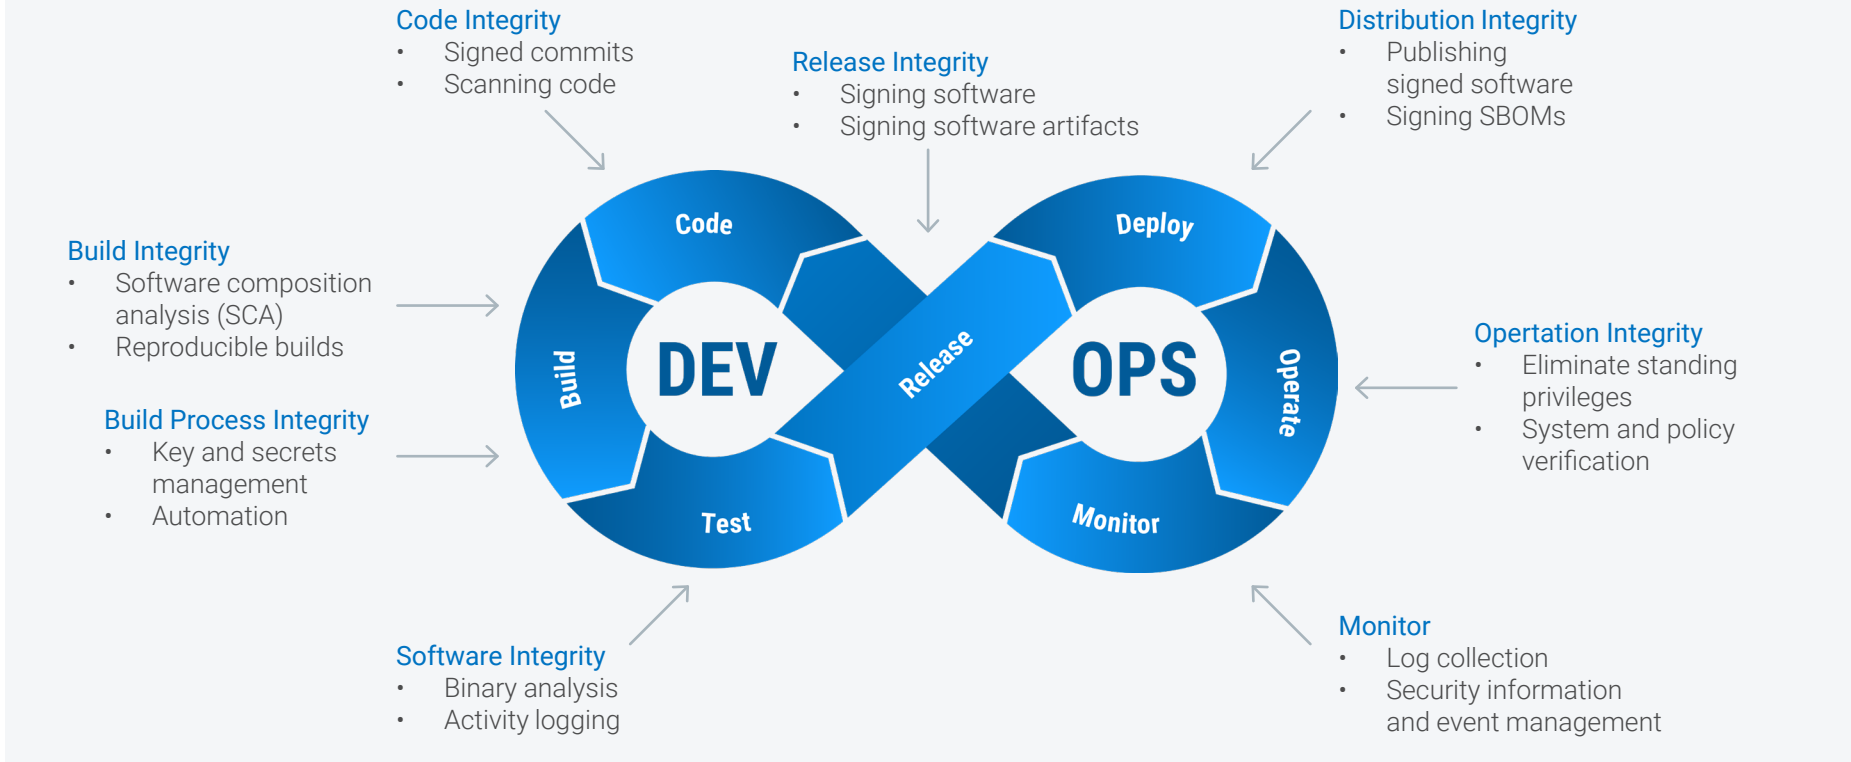 Code Integrity
• Signed commits
• Scanning code
Release Integrity
• Signing software
• Signing software artifacts
Distribution Integrity
• Publishing
signed software
• Signing SBOMs
Build Integrity
• Software composition
analysis (SCA)
• Reproducible builds
Build Process Integrity
• Key and secrets
management
• Automation
Code
Build
DEV
Test
Release
Deploy
OPS
Operate
Monitor
Opertation Integrity
• Eliminate standing
privileges
• System and policy
verification
Software Integrity
• Binary analysis
• Activity logging
Monitor
• Log collection
• Security information
and event management